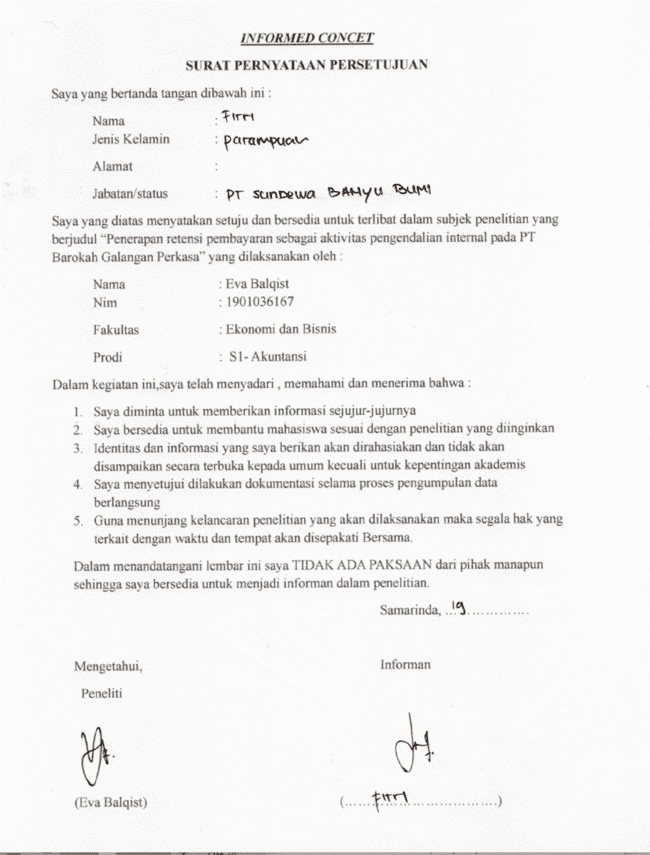 INFORMED CONCET
SURAT PERNYATAAN PERSETUJUAN
Saya yang bertanda tangan dibawah ini :
Nama : Fitri
Jenis Kelamin : parampuan
Alamat :
Jabatan/status : PT Sundewa BANYU BUMI
Saya yang diatas menyatakan setuju dan bersedia untuk terlibat dalam subjek penelitian yang
berjudul “Penerapan retensi pembayaran sebagai aktivitas pengendalian internal pada PT
Barokah Galangan Perkasa” yang dilaksanakan oleh :
Nama : Eva Balqist
Nim : 1901036167
Fakultas : Ekonomi dan Bisnis
Prodi : S1- Akuntansi
Dalam kegiatan ini,saya telah menyadari , memahami dan menerima bahwa :
1. Saya diminta untuk memberikan informasi sejujur-jujurnya
2. Saya bersedia untuk membantu mahasiswa sesuai dengan penelitian yang diinginkan
3. Identitas dan informasi yang saya berikan akan dirahasiakan dan tidak akan
disampaikan secara terbuka kepada umum kecuali untuk kepentingan akademis
4. Saya menyetujui dilakukan dokumentasi selama proses pengumpulan data
berlangsung
5. Guna menunjang kelancaran penelitian yang akan dilaksanakan maka segala hak yang
terkait dengan waktu dan tempat akan disepakati Bersama.
Dalam menandatangani lembar ini saya TIDAK ADA PAKSAAN dari pihak manapun
sehingga saya bersedia untuk menjadi informan dalam penelitian.
Samarinda, ...19..............
Mengetahui, Informan
Peneliti
(Eva Balqist) (......Fitri........................)